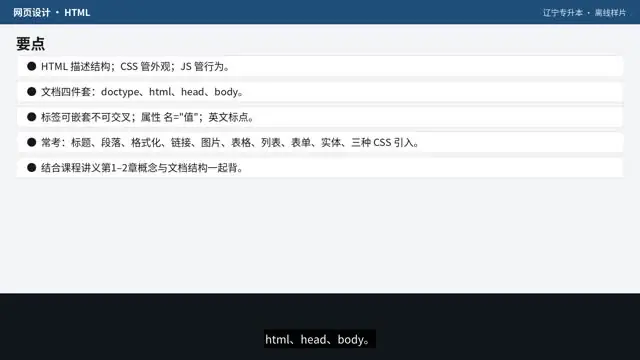 网页设计 · HTML
辽宁专升本 · 离线样片
要点
● HTML 描述结构；CSS 管外观；JS 管行为。
● 文档四件套：doctype、html、head、body。
● 标签可嵌套不可交叉；属性 名="值"；英文标点。
● 常考：标题、段落、格式化、链接、图片、表格、列表、表单、实体、三种 CSS 引入。
● 结合课程讲义第1–2章概念与文档结构一起背。
html、head、body。